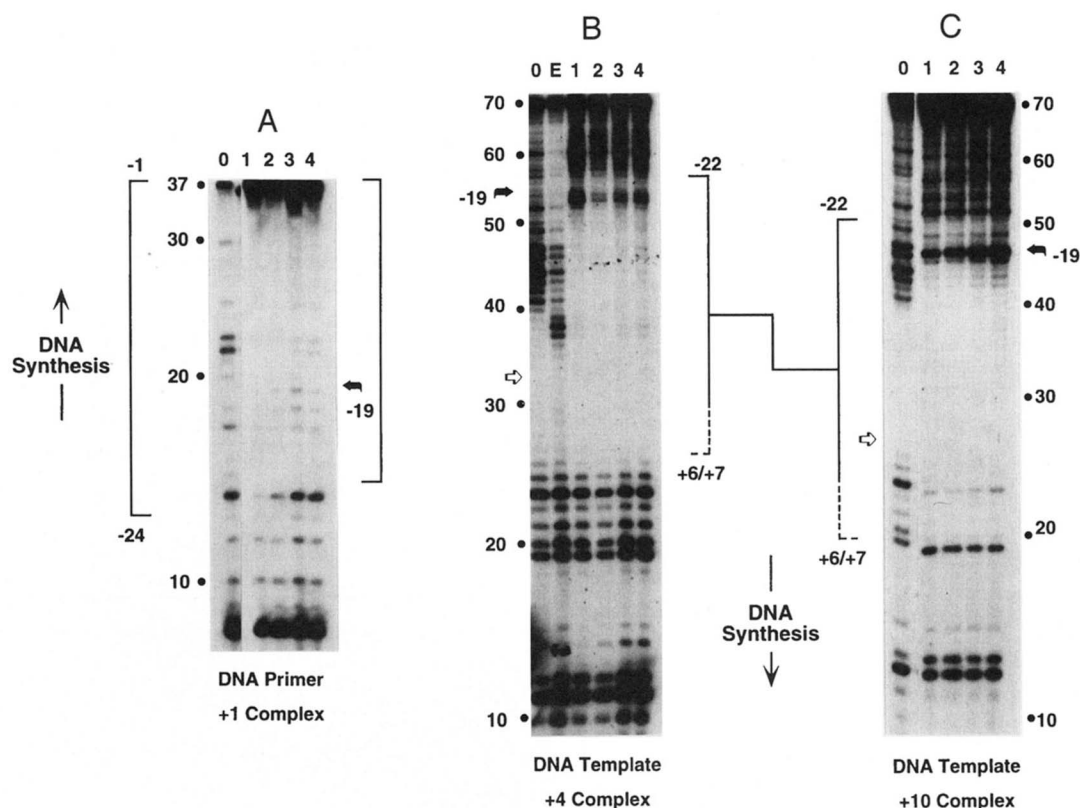 A
0 1 2 3 4
-1
37
30
20
10
-24
-19
DNA
Synthesis
DNA Primer
+1 Complex
B
0 E 1 2 3 4
70
60
-19
50
40
30
20
10
-22
+6/+7
DNA Template
+4 Complex
DNA
Synthesis
C
0 1 2 3 4
70
60
-22
50
-19
40
30
20
+6/+7
10
DNA Template
+10 Complex